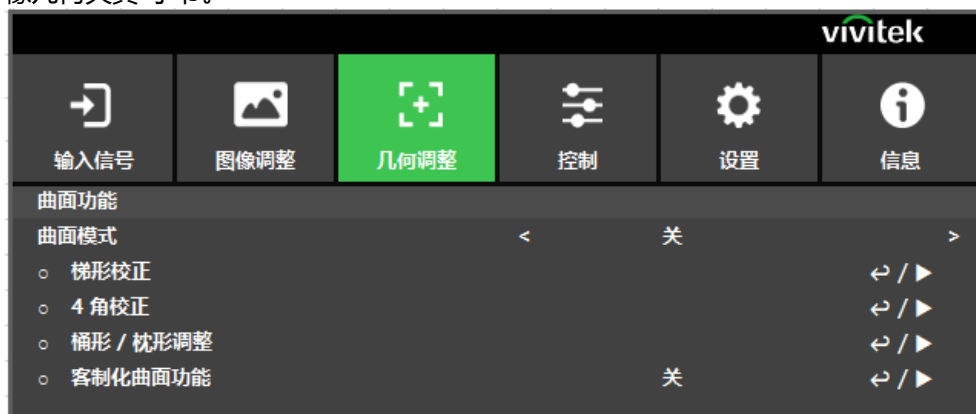 vivitek
输入信号 图像调整 几何调整 控制 设置 信息
曲面功能
曲面模式 < 关 >
○ 梯形校正 ↵ / ▶
○ 4 角校正 ↵ / ▶
○ 桶形 / 枕形调整 ↵ / ▶
○ 客制化曲面功能 关 ↵ / ▶